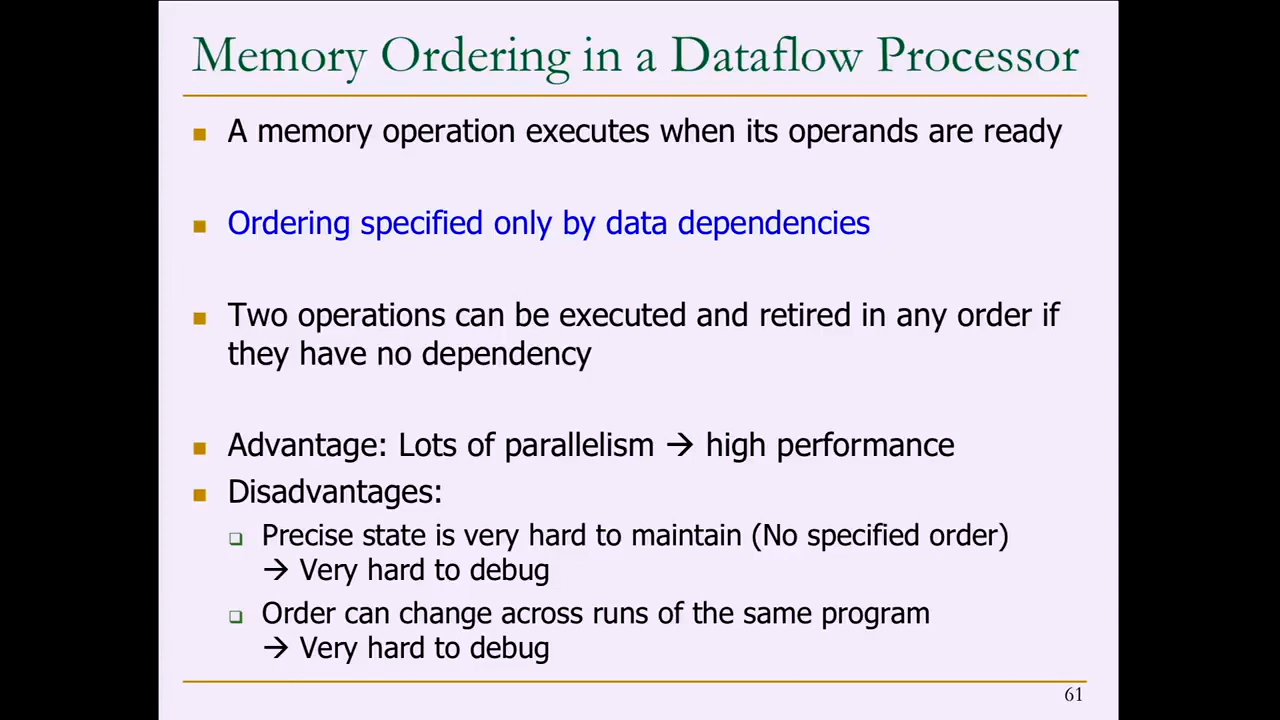 Memory Ordering in a Dataflow Processor
A memory operation executes when its operands are ready
Ordering specified only by data dependencies
Two operations can be executed and retired in any order if
they have no dependency
Advantage: Lots of parallelism → high performance
Disadvantages:
Precise state is very hard to maintain (No specified order)
→ Very hard to debug
Order can change across runs of the same program
→ Very hard to debug
61